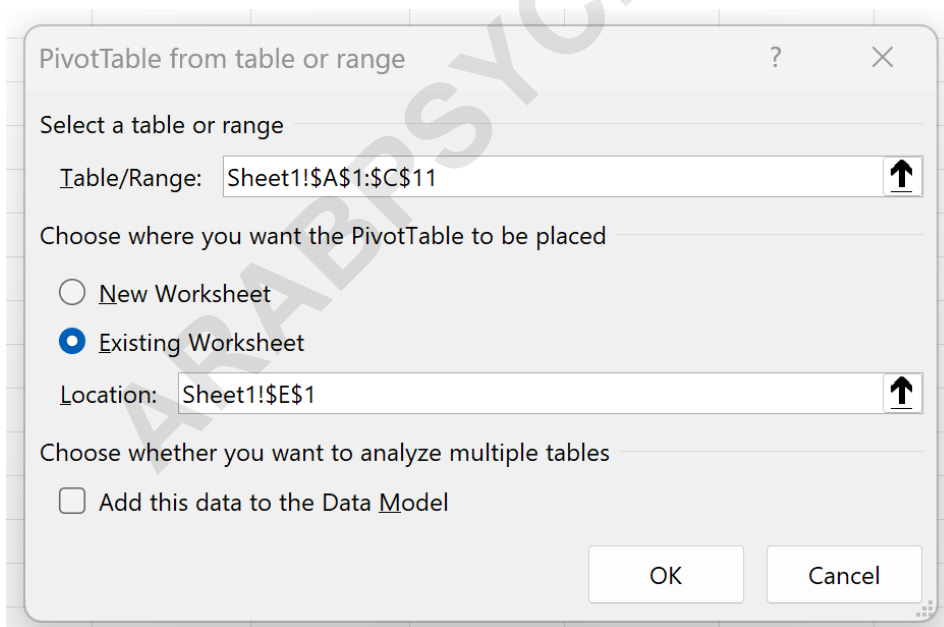 PivotTable from table or range ?
Select a table or range
Table/Range: Sheet1!$A$1:$C$11
Choose where you want the PivotTable to be placed
New Worksheet
Existing Worksheet
Location: Sheet1!$E$1
Choose whether you want to analyze multiple tables
Add this data to the Data Model
OK Cancel
ARABPSYC